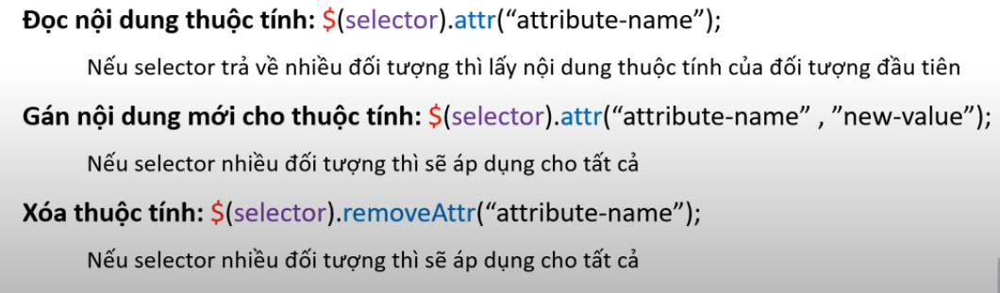 Đọc nội dung thuộc tính: $(selector).attr(“attribute-name”);
Nếu selector trả về nhiều đối tượng thì lấy nội dung thuộc tính của đối tượng đầu tiên
Gán nội dung mới cho thuộc tính: $(selector).attr(“attribute-name” , ”new-value”);
Nếu selector nhiều đối tượng thì sẽ áp dụng cho tất cả
Xóa thuộc tính: $(selector).removeAttr(“attribute-name”);
Nếu selector nhiều đối tượng thì sẽ áp dụng cho tất cả